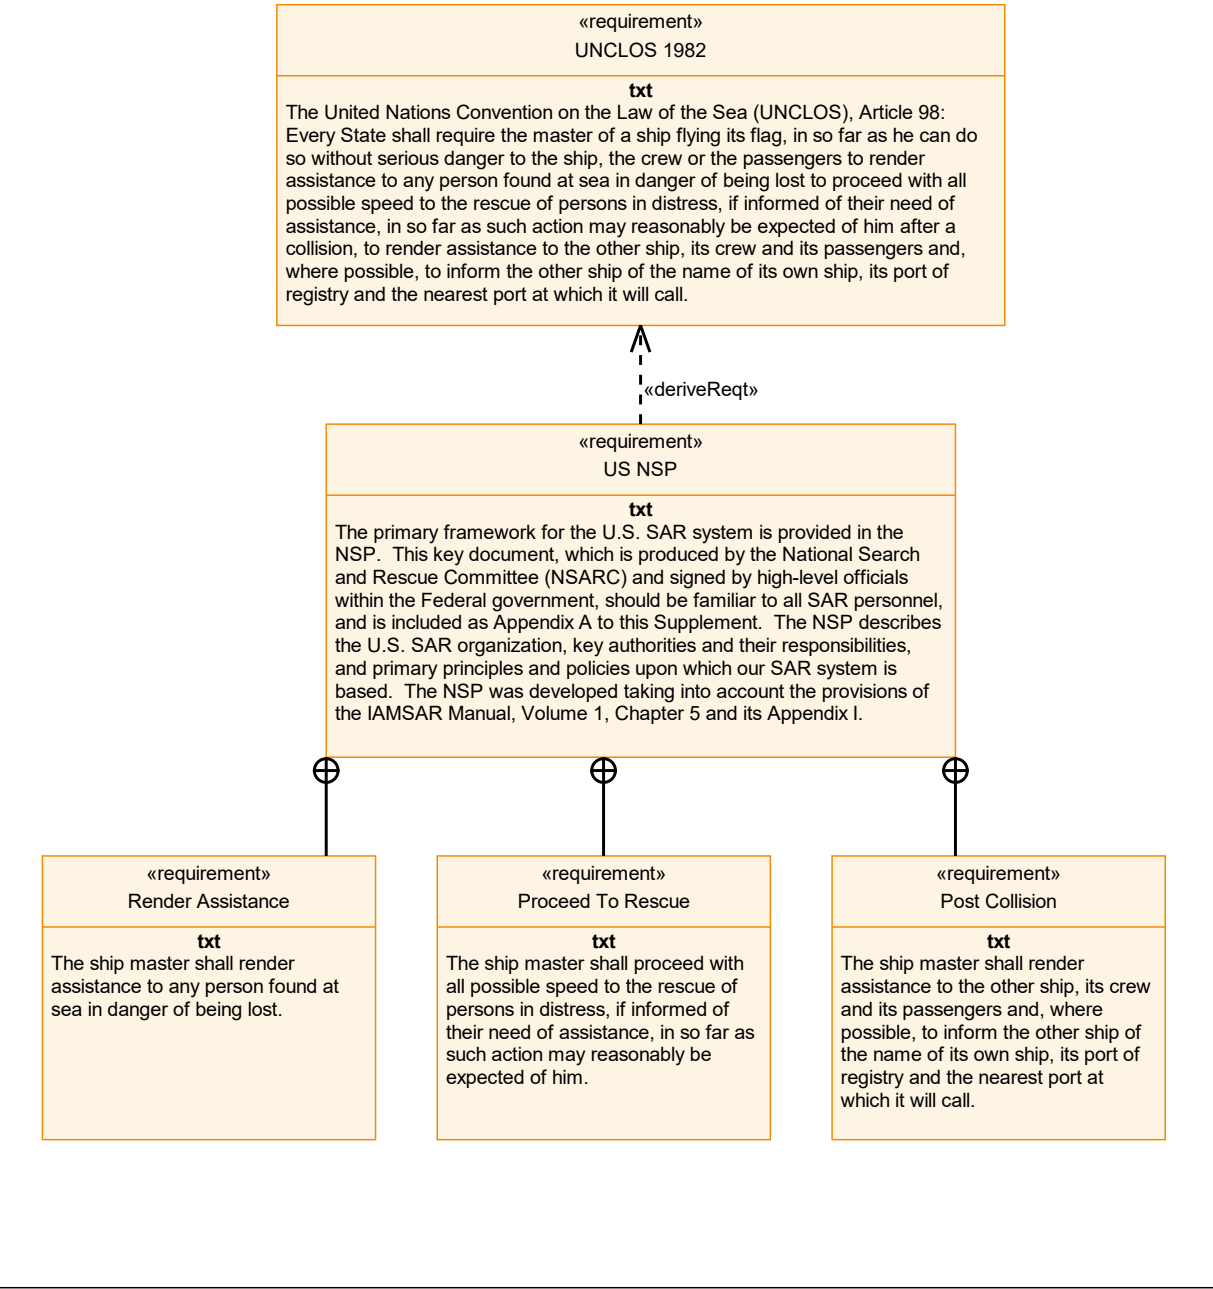 «requirement»
UNCLOS 1982
txt
The United Nations Convention on the Law of the Sea (UNCLOS), Article 98:
Every State shall require the master of a ship flying its flag, in so far as he can do
so without serious danger to the ship, the crew or the passengers to render
assistance to any person found at sea in danger of being lost to proceed with all
possible speed to the rescue of persons in distress, if informed of their need of
assistance, in so far as such action may reasonably be expected of him after a
collision, to render assistance to the other ship, its crew and its passengers and,
where possible, to inform the other ship of the name of its own ship, its port of
registry and the nearest port at which it will call.
«deriveReqt»
«requirement»
US NSP
txt
The primary framework for the U.S. SAR system is provided in the
NSP.  This key document, which is produced by the National Search
and Rescue Committee (NSARC) and signed by high-level officials
within the Federal government, should be familiar to all SAR personnel,
and is included as Appendix A to this Supplement.  The NSP describes
the U.S. SAR organization, key authorities and their responsibilities,
and primary principles and policies upon which our SAR system is
based.  The NSP was developed taking into account the provisions of
the IAMSAR Manual, Volume 1, Chapter 5 and its Appendix I.
«requirement»
Render Assistance
txt
The ship master shall render
assistance to any person found at
sea in danger of being lost.
«requirement»
Proceed To Rescue
txt
The ship master shall proceed with
all possible speed to the rescue of
persons in distress, if informed of
their need of assistance, in so far as
such action may reasonably be
expected of him.
«requirement»
Post Collision
txt
The ship master shall render
assistance to the other ship, its crew
and its passengers and, where
possible, to inform the other ship of
the name of its own ship, its port of
registry and the nearest port at
which it will call.